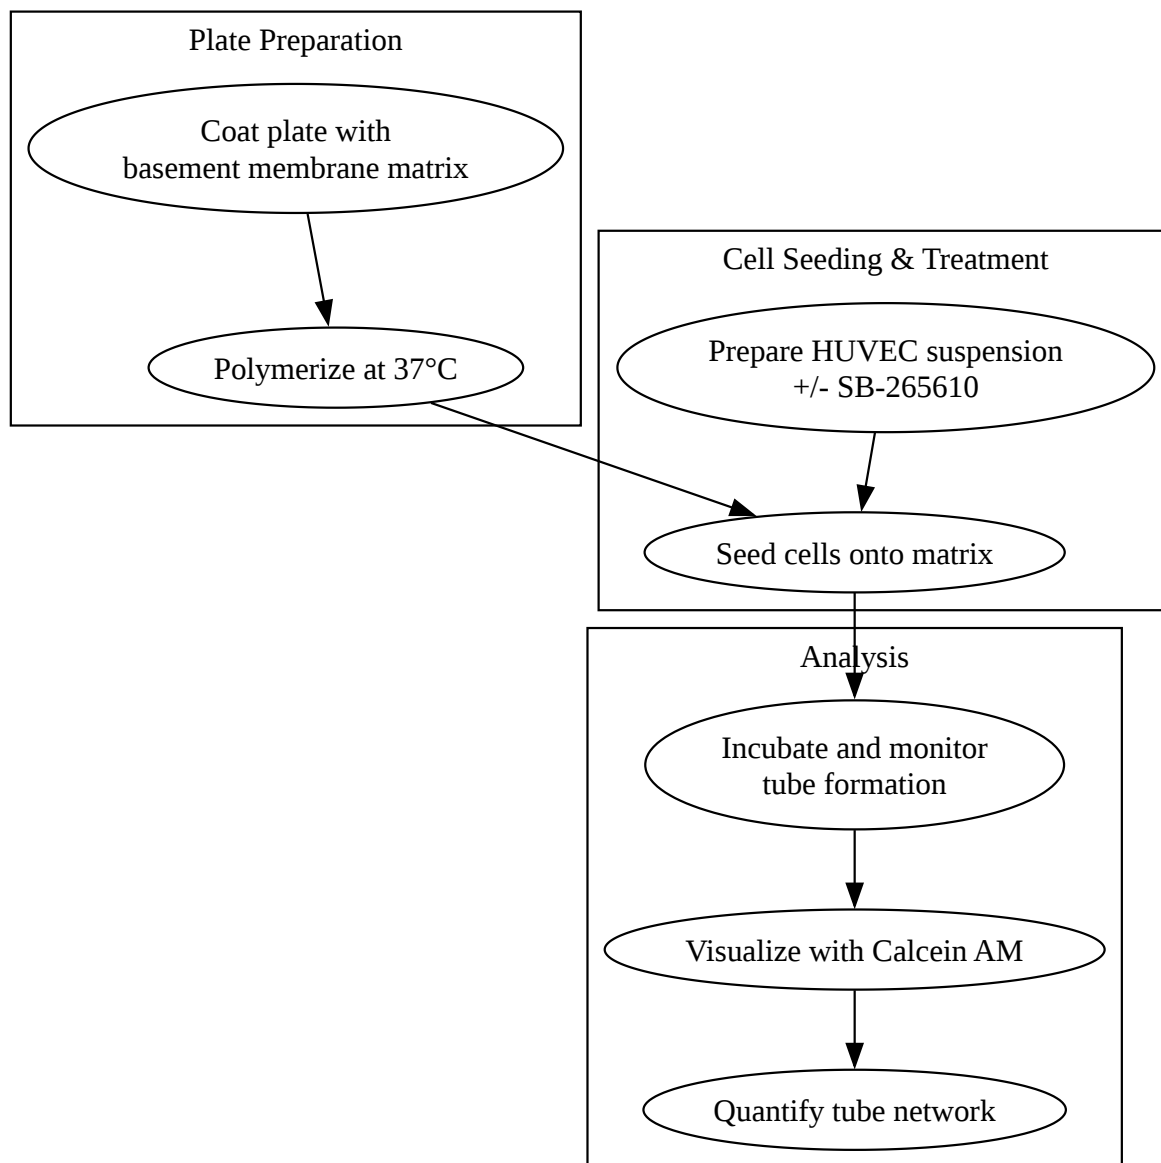 Plate Preparation
Coat plate with
basement membrane matrix
Polymerize at 37°C
Cell Seeding & Treatment
Prepare HUVEC suspension
+/- SB-265610
Seed cells onto matrix
Analysis
Incubate and monitor
tube formation
Visualize with Calcein AM
Quantify tube network